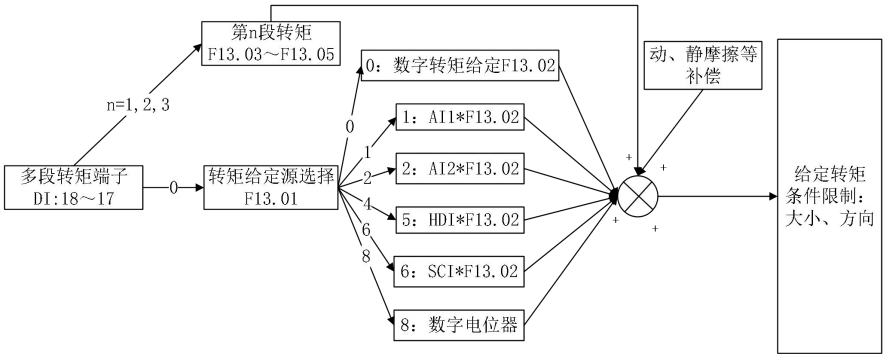 第n段转矩
F13.03～F13.05
n=1,2,3
多段转矩端子
DI:18～17
0
转矩给定源选择
F13.01
0
1
2
4
6
8
0: 数字转矩给定F13.02
1: AI1*F13.02
2: AI2*F13.02
5: HDI*F13.02
6: SCI*F13.02
8: 数字电位器
动、静摩擦等
补偿
+
+
+
+
给定转矩
条件限制:
大小、方向